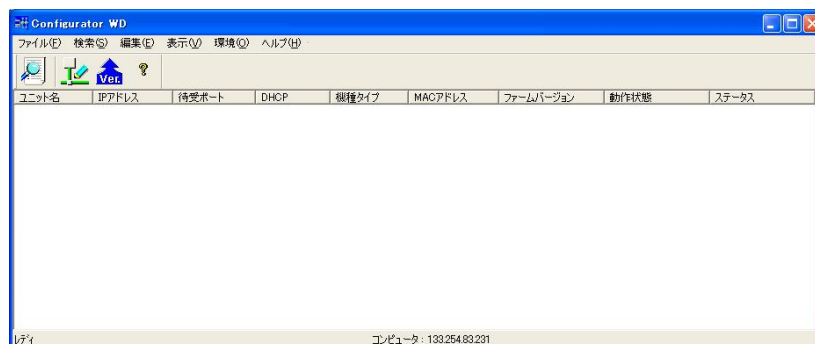 Configurator WD
ファイル(F) 検索(S) 編集(E) 表示(V) 環境(O) ヘルプ(H)
Ver.
ユニット名 IPアドレス 待受ポート DHCP 機種タイプ MACアドレス ファームバージョン 動作状態 ステータス
レディ コンピュータ : 133.254.83.231